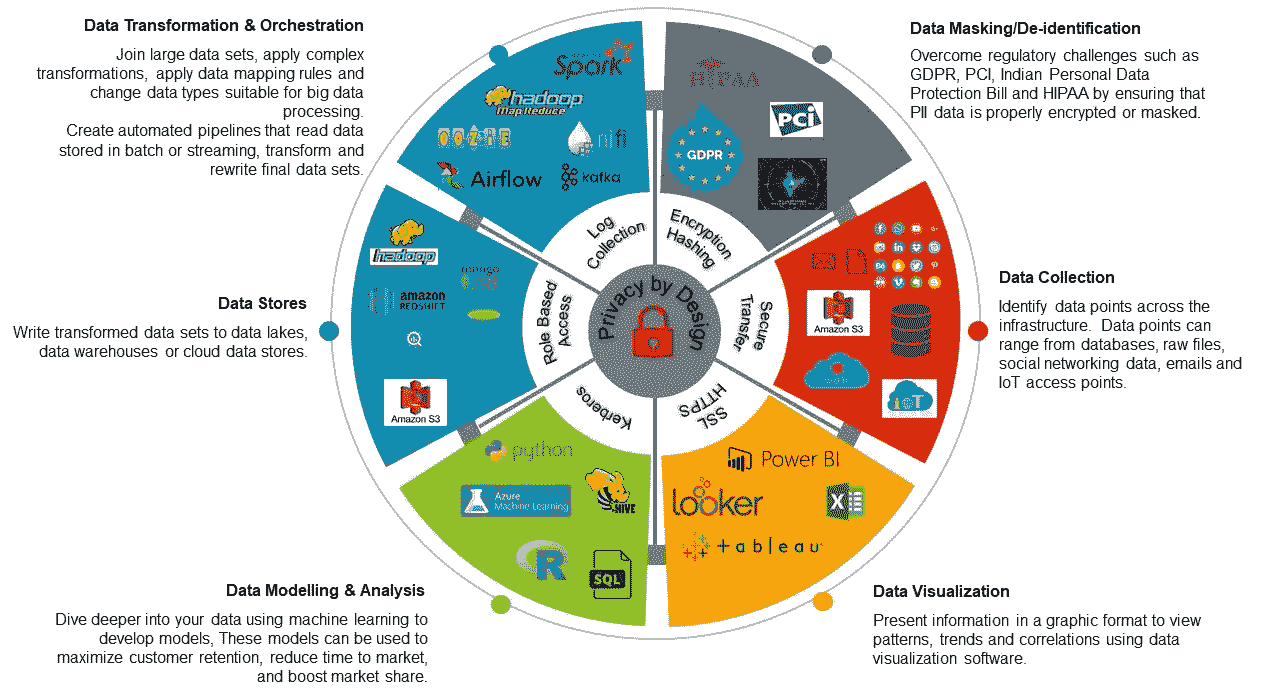 Data Transformation & Orchestration
Join large data sets, apply complex
transformations, apply data mapping rules and
change data types suitable for big data
processing.
Create automated pipelines that read data
stored in batch or streaming, transform and
rewrite final data sets.
Data Masking/De-identification
Overcome regulatory challenges such as
GDPR, PCI, Indian Personal Data
Protection Bill and HIPAA by ensuring that
PII data is properly encrypted or masked.
Spark
hadoop
Map Reduce
OOZIE
nifi
Airflow
kafka
HIPAA
PCi
GDPR
Log
Collection
Encryption
Hashing
Data Stores
Write transformed data sets to data lakes,
data warehouses or cloud data stores.
hadoop
amazon
REDSHIFT
Amazon S3
Role Based
Access
Privacy by Design
Secure
Transfer
Amazon S3
IoT
Data Collection
Identify data points across the
infrastructure. Data points can
range from databases, raw files,
social networking data, emails and
IoT access points.
Kerberos
SSL
HTTPS
python
Azure
Machine Learning
HIVE
R
SQL
Power BI
looker
X
tableau
Data Modelling & Analysis
Dive deeper into your data using machine learning to
develop models, These models can be used to
maximize customer retention, reduce time to market,
and boost market share.
Data Visualization
Present information in a graphic format to view
patterns, trends and correlations using data
visualization software.